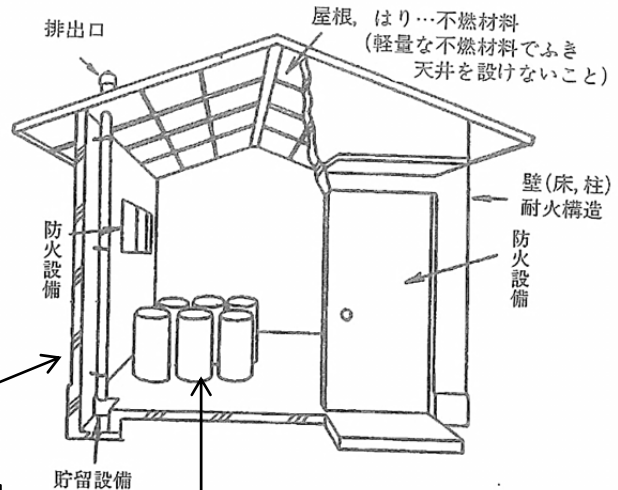 屋根,はり…不燃材料
(軽量な不燃材料でふき
天井を設けないこと)
排出口
壁(床,柱)
耐火構造
防火設備
防火設備
貯留設備